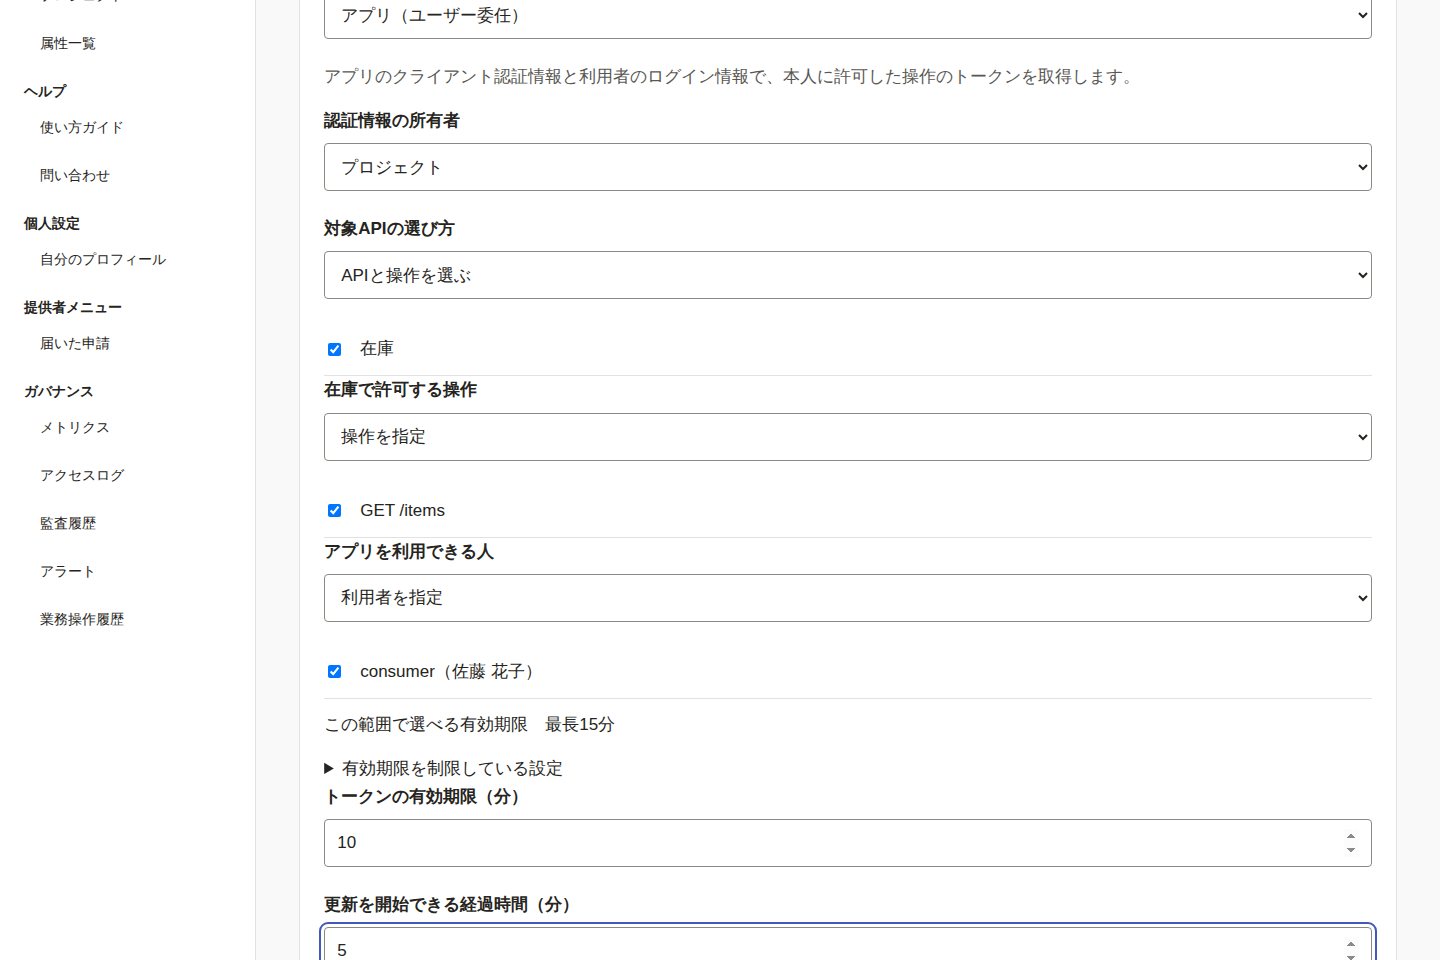 属性一覧
ヘルプ
使い方ガイド
問い合わせ
個人設定
自分のプロフィール
提供者メニュー
届いた申請
ガバナンス
メトリクス
アクセスログ
監査履歴
アラート
業務操作履歴
アプリ（ユーザー委任）
アプリのクライアント認証情報と利用者のログイン情報で、本人に許可した操作のトークンを取得します。
認証情報の所有者
プロジェクト
対象APIの選び方
APIと操作を選ぶ
在庫
在庫で許可する操作
操作を指定
GET /items
アプリを利用できる人
利用者を指定
consumer（佐藤 花子）
この範囲で選べる有効期限　最長15分
有効期限を制限している設定
トークンの有効期限（分）
10
更新を開始できる経過時間（分）
5